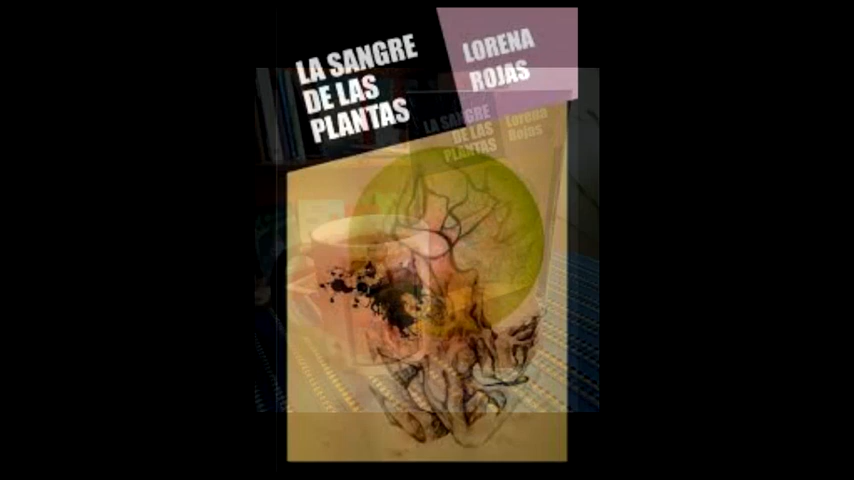 LA SANGRE
DE LAS
PLANTAS
LORENA
ROJAS
LA SANGRE
DE LAS
PLANTAS
Lorena
Rojas